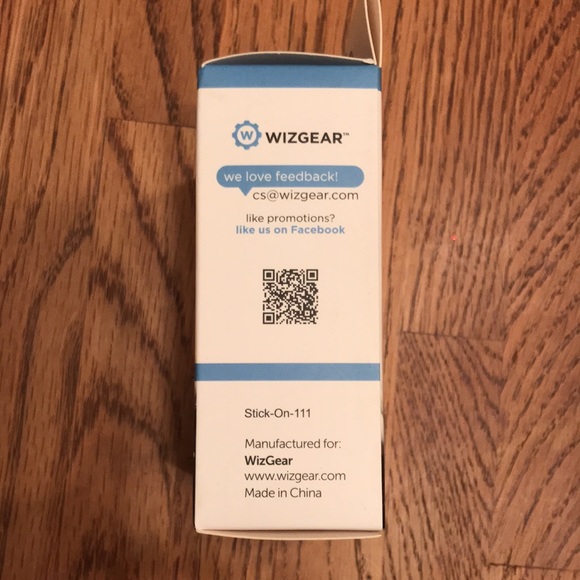 W WIZGEAR™
we love feedback!
cs@wizgear.com
like promotions?
like us on Facebook
Stick-On-111
Manufactured for:
WizGear
www.wizgear.com
Made in China